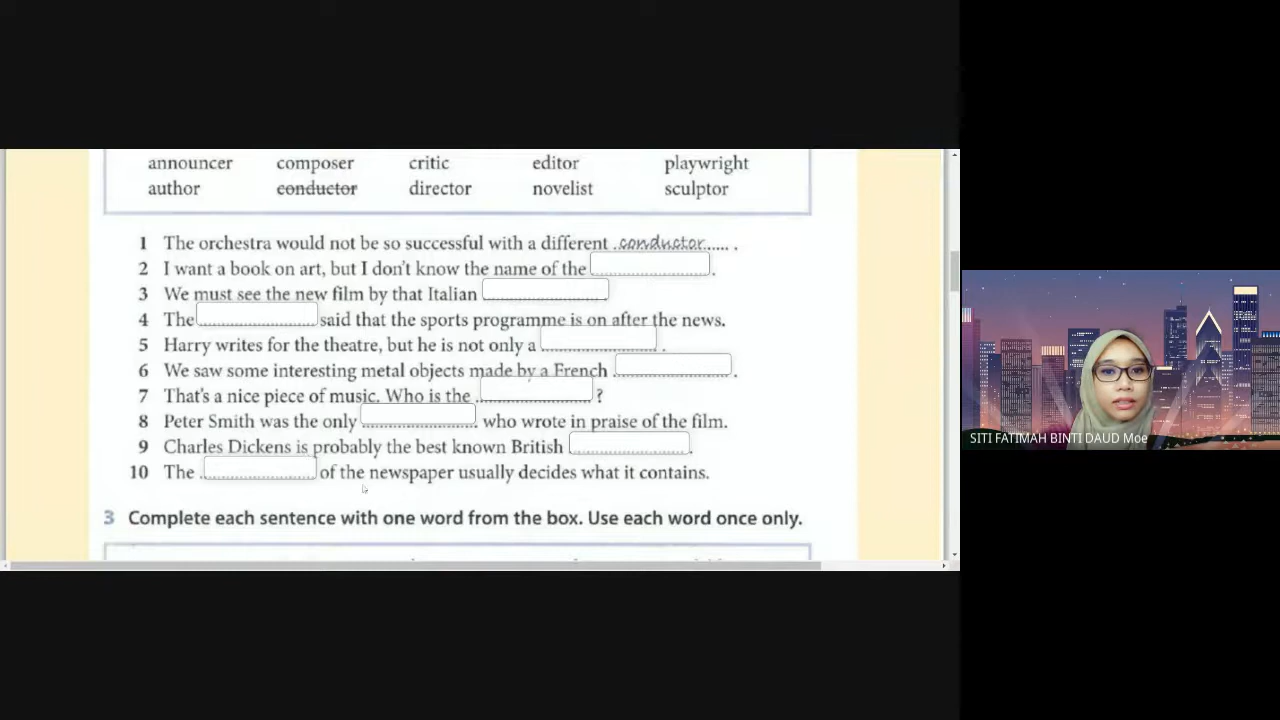 announcer composer critic editor playwright
author conductor director novelist sculptor
1 The orchestra would not be so successful with a different .conductor...... .
2 I want a book on art, but I don't know the name of the .
3 We must see the new film by that Italian
4 The said that the sports programme is on after the news.
5 Harry writes for the theatre, but he is not only a .
6 We saw some interesting metal objects made by a French .
7 That's a nice piece of music. Who is the ?
8 Peter Smith was the only who wrote in praise of the film.
9 Charles Dickens is probably the best known British .
10 The of the newspaper usually decides what it contains.
3 Complete each sentence with one word from the box. Use each word once only.
SITI FATIMAH BINTI DAUD Moe